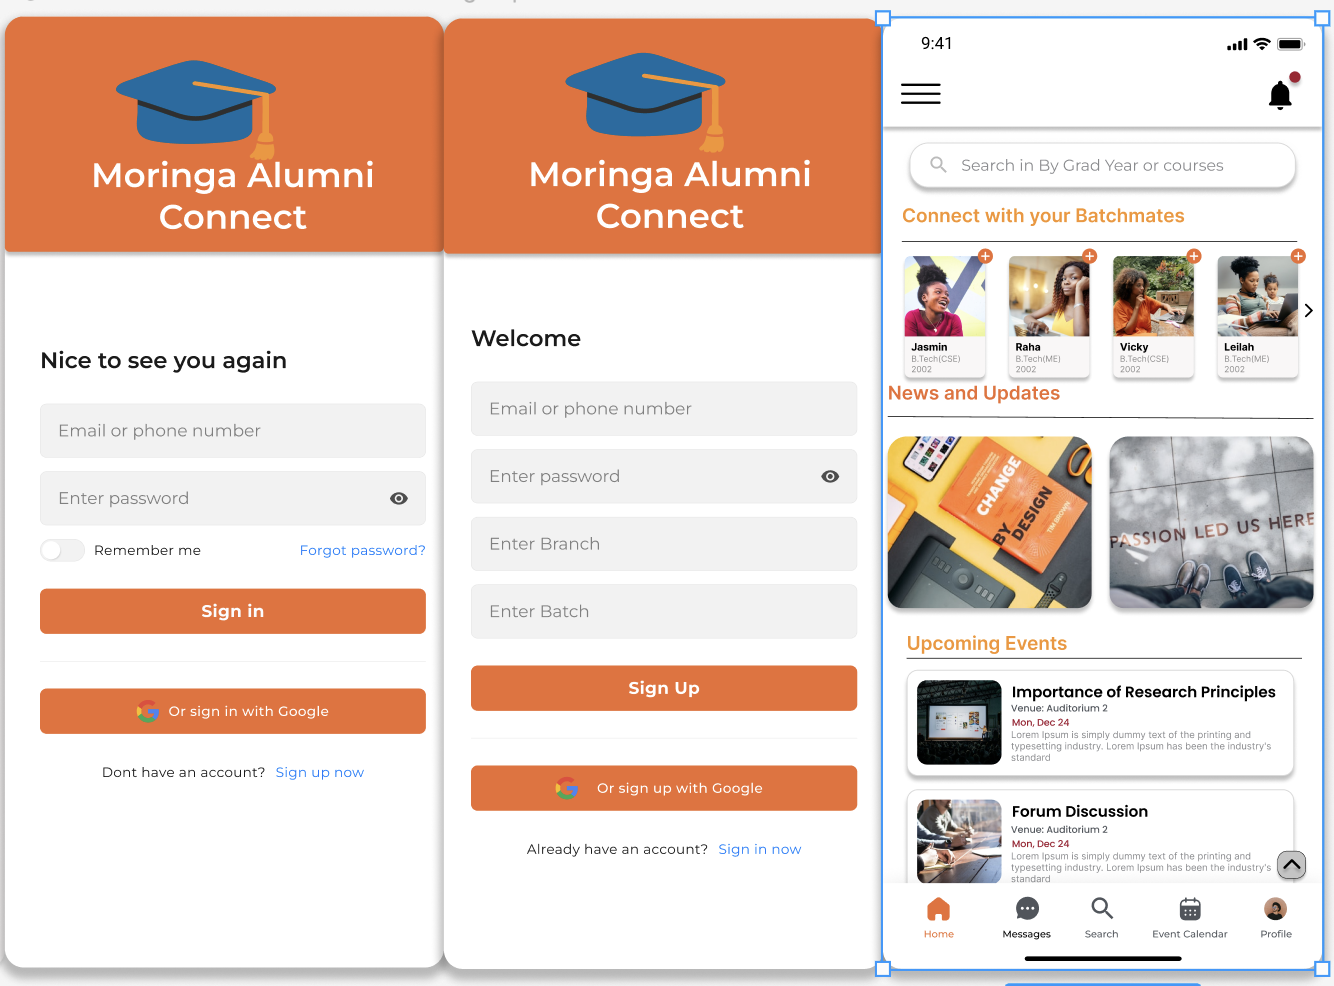 Moringa Alumni
Connect
Nice to see you again
Email or phone number
Enter password
Remember me
Forgot password?
Sign in
Or sign in with Google
Dont have an account? Sign up now
Moringa Alumni
Connect
Welcome
Email or phone number
Enter password
Enter Branch
Enter Batch
Sign Up
Or sign up with Google
Already have an account? Sign in now
9:41
Search in By Grad Year or courses
Connect with your Batchmates
Jasmin
B.Tech(CSE)
2002
Raha
B.Tech(ME)
2002
Vicky
B.Tech(CSE)
2002
Leilah
B.Tech(ME)
2002
News and Updates
CHANGE
BY
DESIGN
TIM BROWN
PASSION LED US HERE
Upcoming Events
Importance of Research Principles
Venue: Auditorium 2
Mon, Dec 24
Lorem Ipsum is simply dummy text of the printing and
typesetting industry. Lorem Ipsum has been the industry's
standard
Forum Discussion
Venue: Auditorium 2
Mon, Dec 24
Lorem Ipsum is simply dummy text of the printing and
typesetting industry. Lorem Ipsum has been the industry's
standard
Home
Messages
Search
Event Calendar
Profile